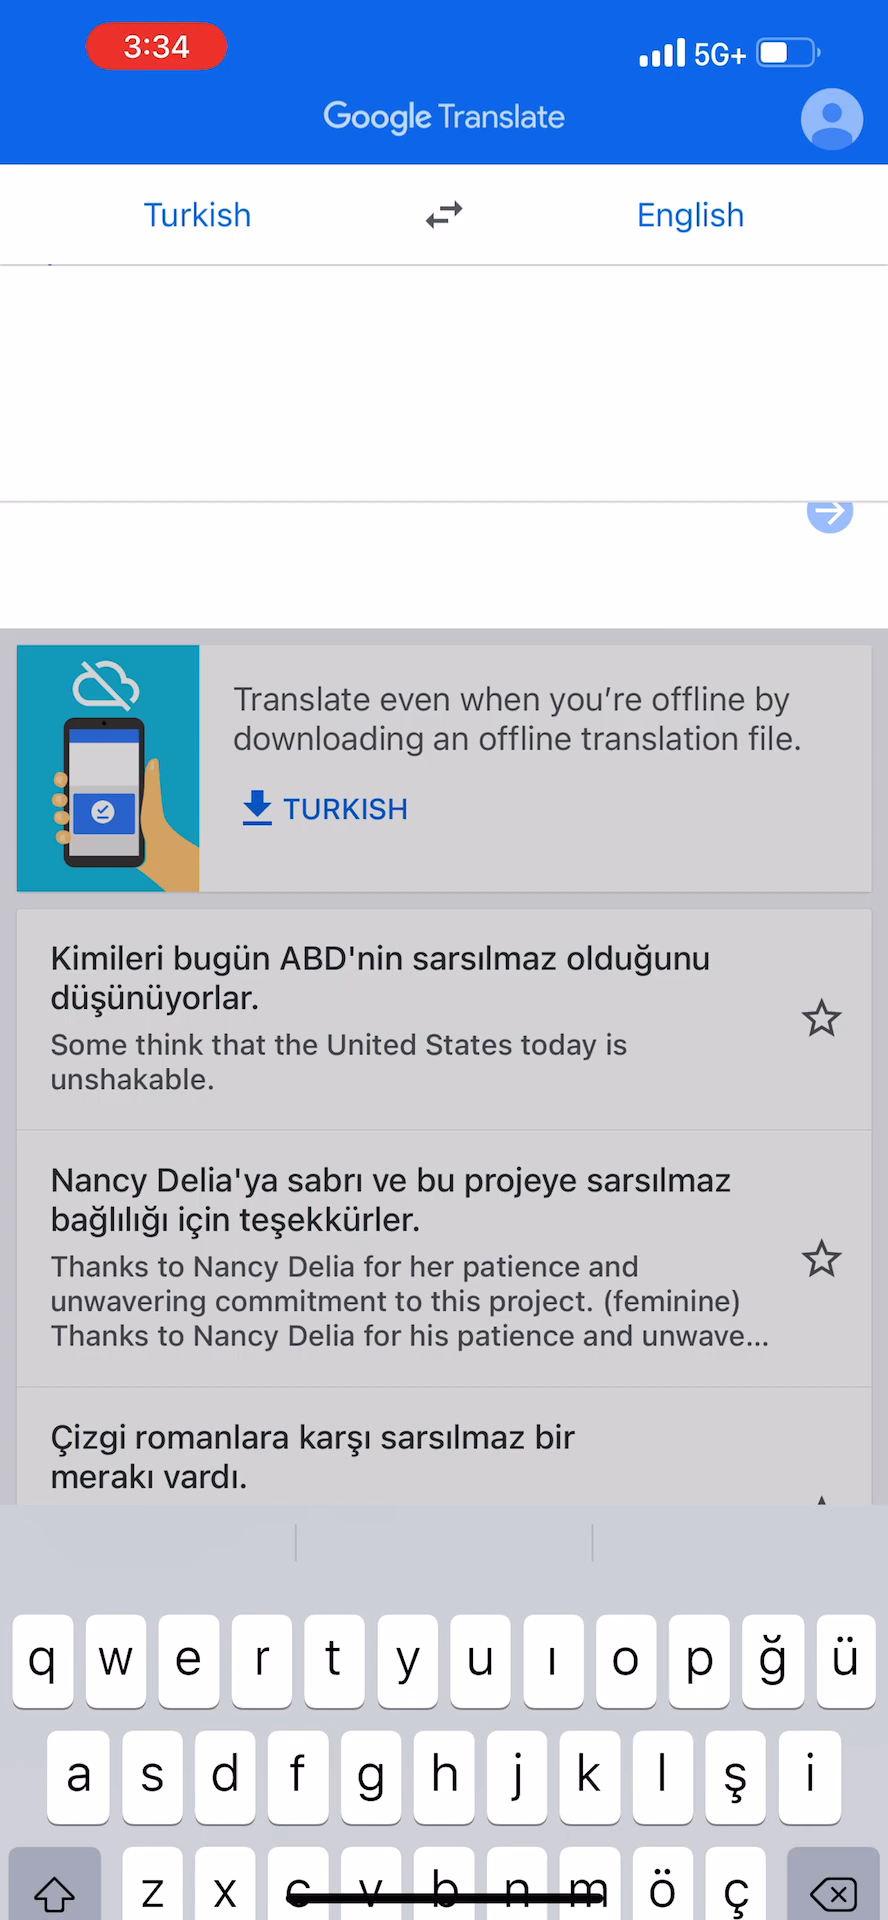 3:34
5G+
Google Translate
Turkish
English
Translate even when you’re offline by
downloading an offline translation file.
TURKISH
Kimileri bugün ABD'nin sarsılmaz olduğunu
düşünüyorlar.
Some think that the United States today is
unshakable.
Nancy Delia'ya sabrı ve bu projeye sarsılmaz
bağlılığı için teşekkürler.
Thanks to Nancy Delia for her patience and
unwavering commitment to this project. (feminine)
Thanks to Nancy Delia for his patience and unwave...
Çizgi romanlara karşı sarsılmaz bir
merakı vardı.
q w e r t y u ı o p ğ ü
a s d f g h j k l ş i
z x c v b n m ö ç